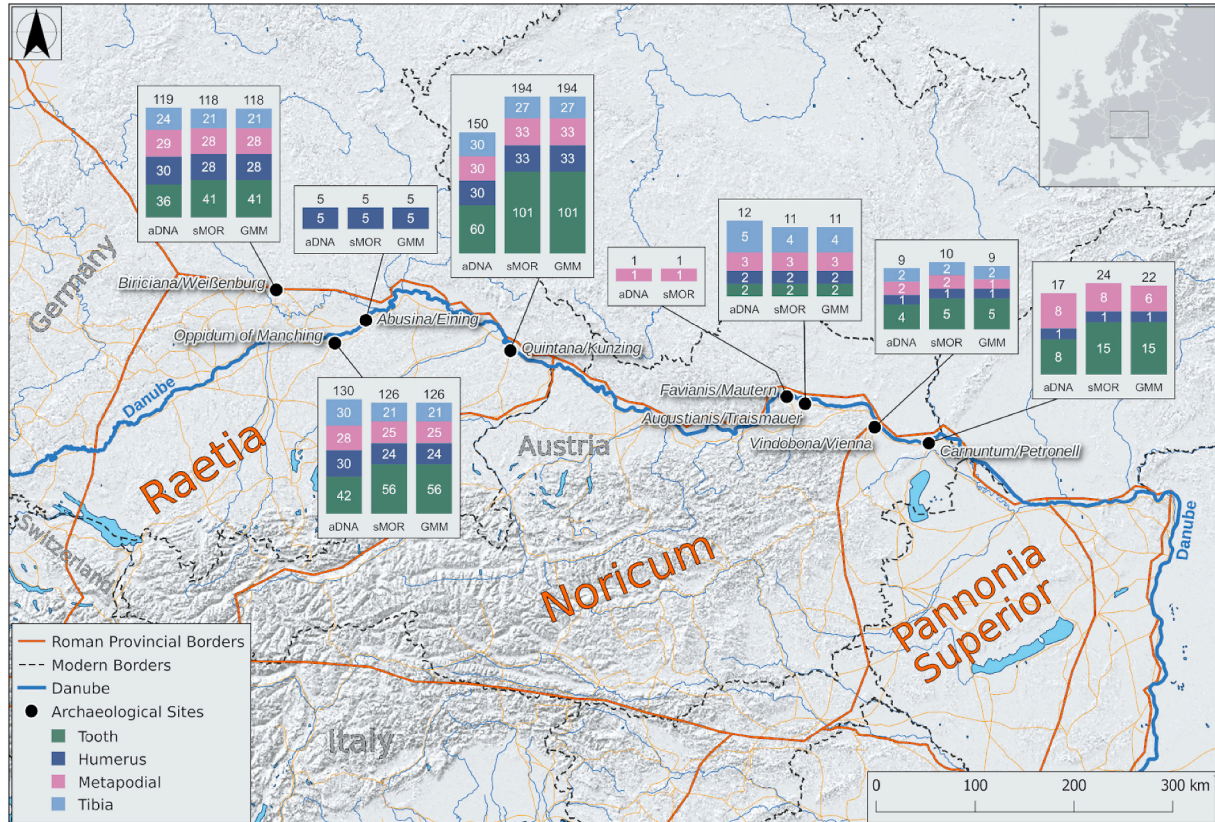 119 118 118
24 21 21
29 28 28
30 28 28
36 41 41
aDNA sMOR GMM
5 5 5
5 5 5
aDNA sMOR GMM
150 194 194
30 27 27
30 33 33
30 33 33
60 101 101
aDNA sMOR GMM
1 1
1 1
aDNA sMOR
12 11 11
5 4 4
3 3 3
2 2 2
2 2 2
aDNA sMOR GMM
9 10 9
2 2 2
2 2 1
1 1 1
4 5 5
aDNA sMOR GMM
17 24 22
8 8 6
1 1 1
8 15 15
aDNA sMOR GMM
Germany
Biriciana/Weißenburg
Abusina/Eining
Oppidum of Manching
Quintana/Kunzing
Favianis/Mautern
Augustianis/Traismauer
Vindobona/Vienna
Carnuntum/Petronell
130 126 126
30 21 21
28 25 25
30 24 24
42 56 56
aDNA sMOR GMM
Danube
Raetia
Austria
Switzerland
Noricum
Pannonia
Superior
Danube
Italy
Roman Provincial Borders
Modern Borders
Danube
Archaeological Sites
Tooth
Humerus
Metapodial
Tibia
0 100 200 300 km